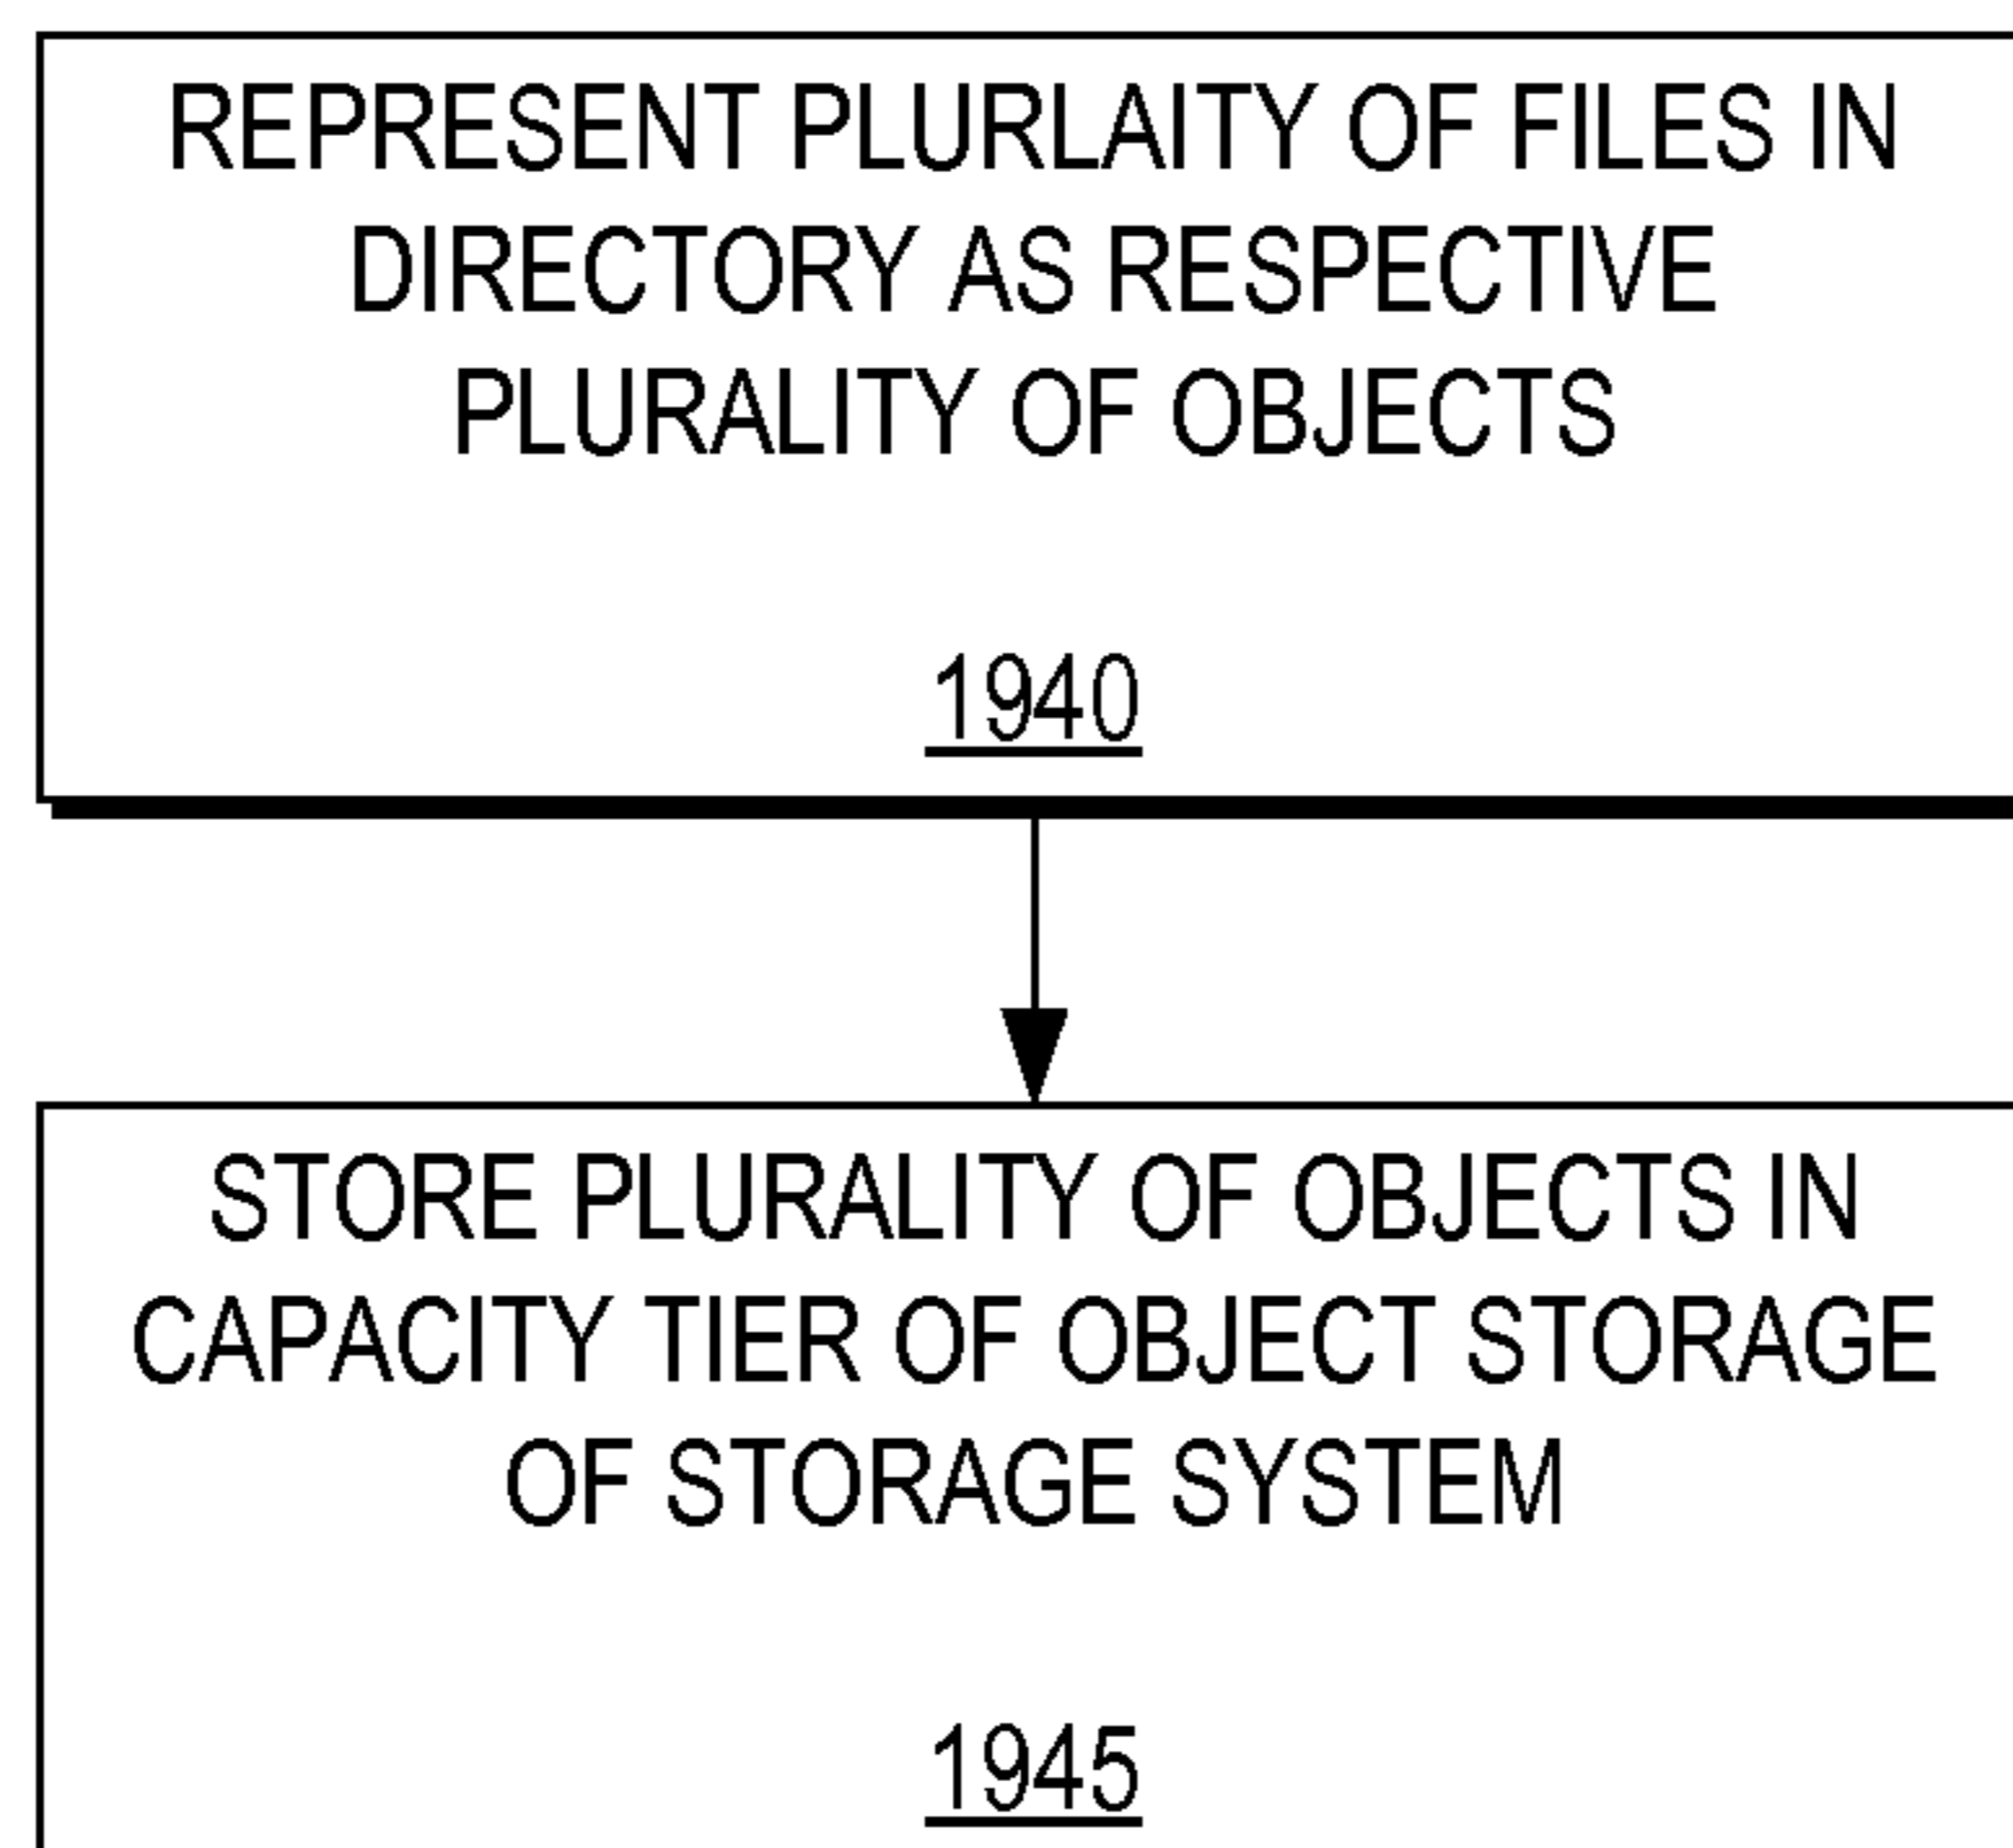 REPRESENT PLURLAITY OF FILES IN
DIRECTORY AS RESPECTIVE
PLURALITY OF OBJECTS
1940
STORE PLURALITY OF OBJECTS IN
CAPACITY TIER OF OBJECT STORAGE
OF STORAGE SYSTEM
1945